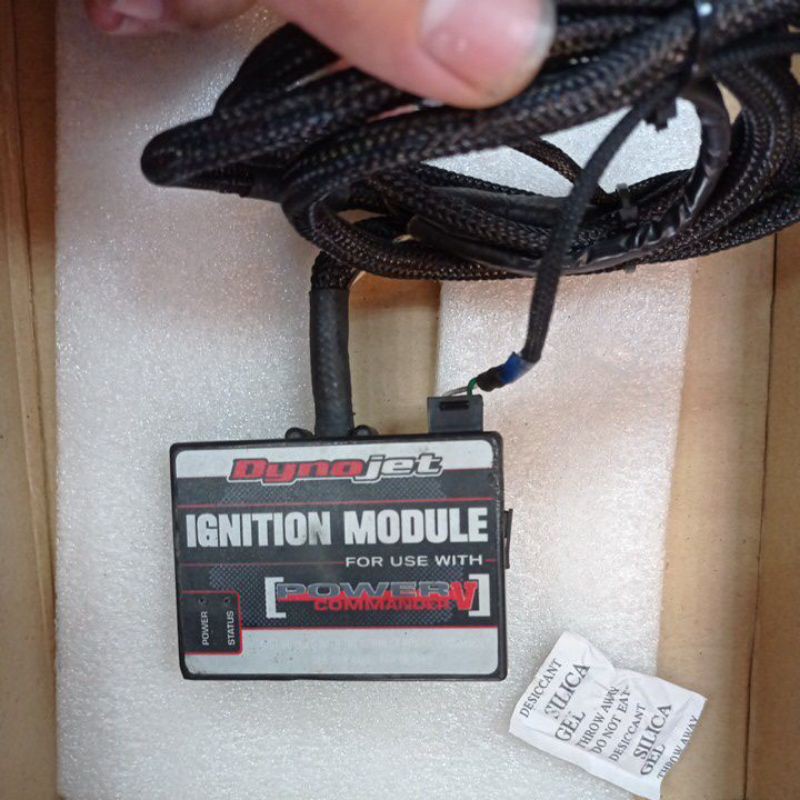 Dynojet
IGNITION MODULE
FOR USE WITH
[POWER V]
COMMANDER
POWER
STATUS
DESICCANT
SILICA
GEL
THROW AWAY
DO NOT EAT
DESICCANT
SILICA
GEL
THROW AWAY